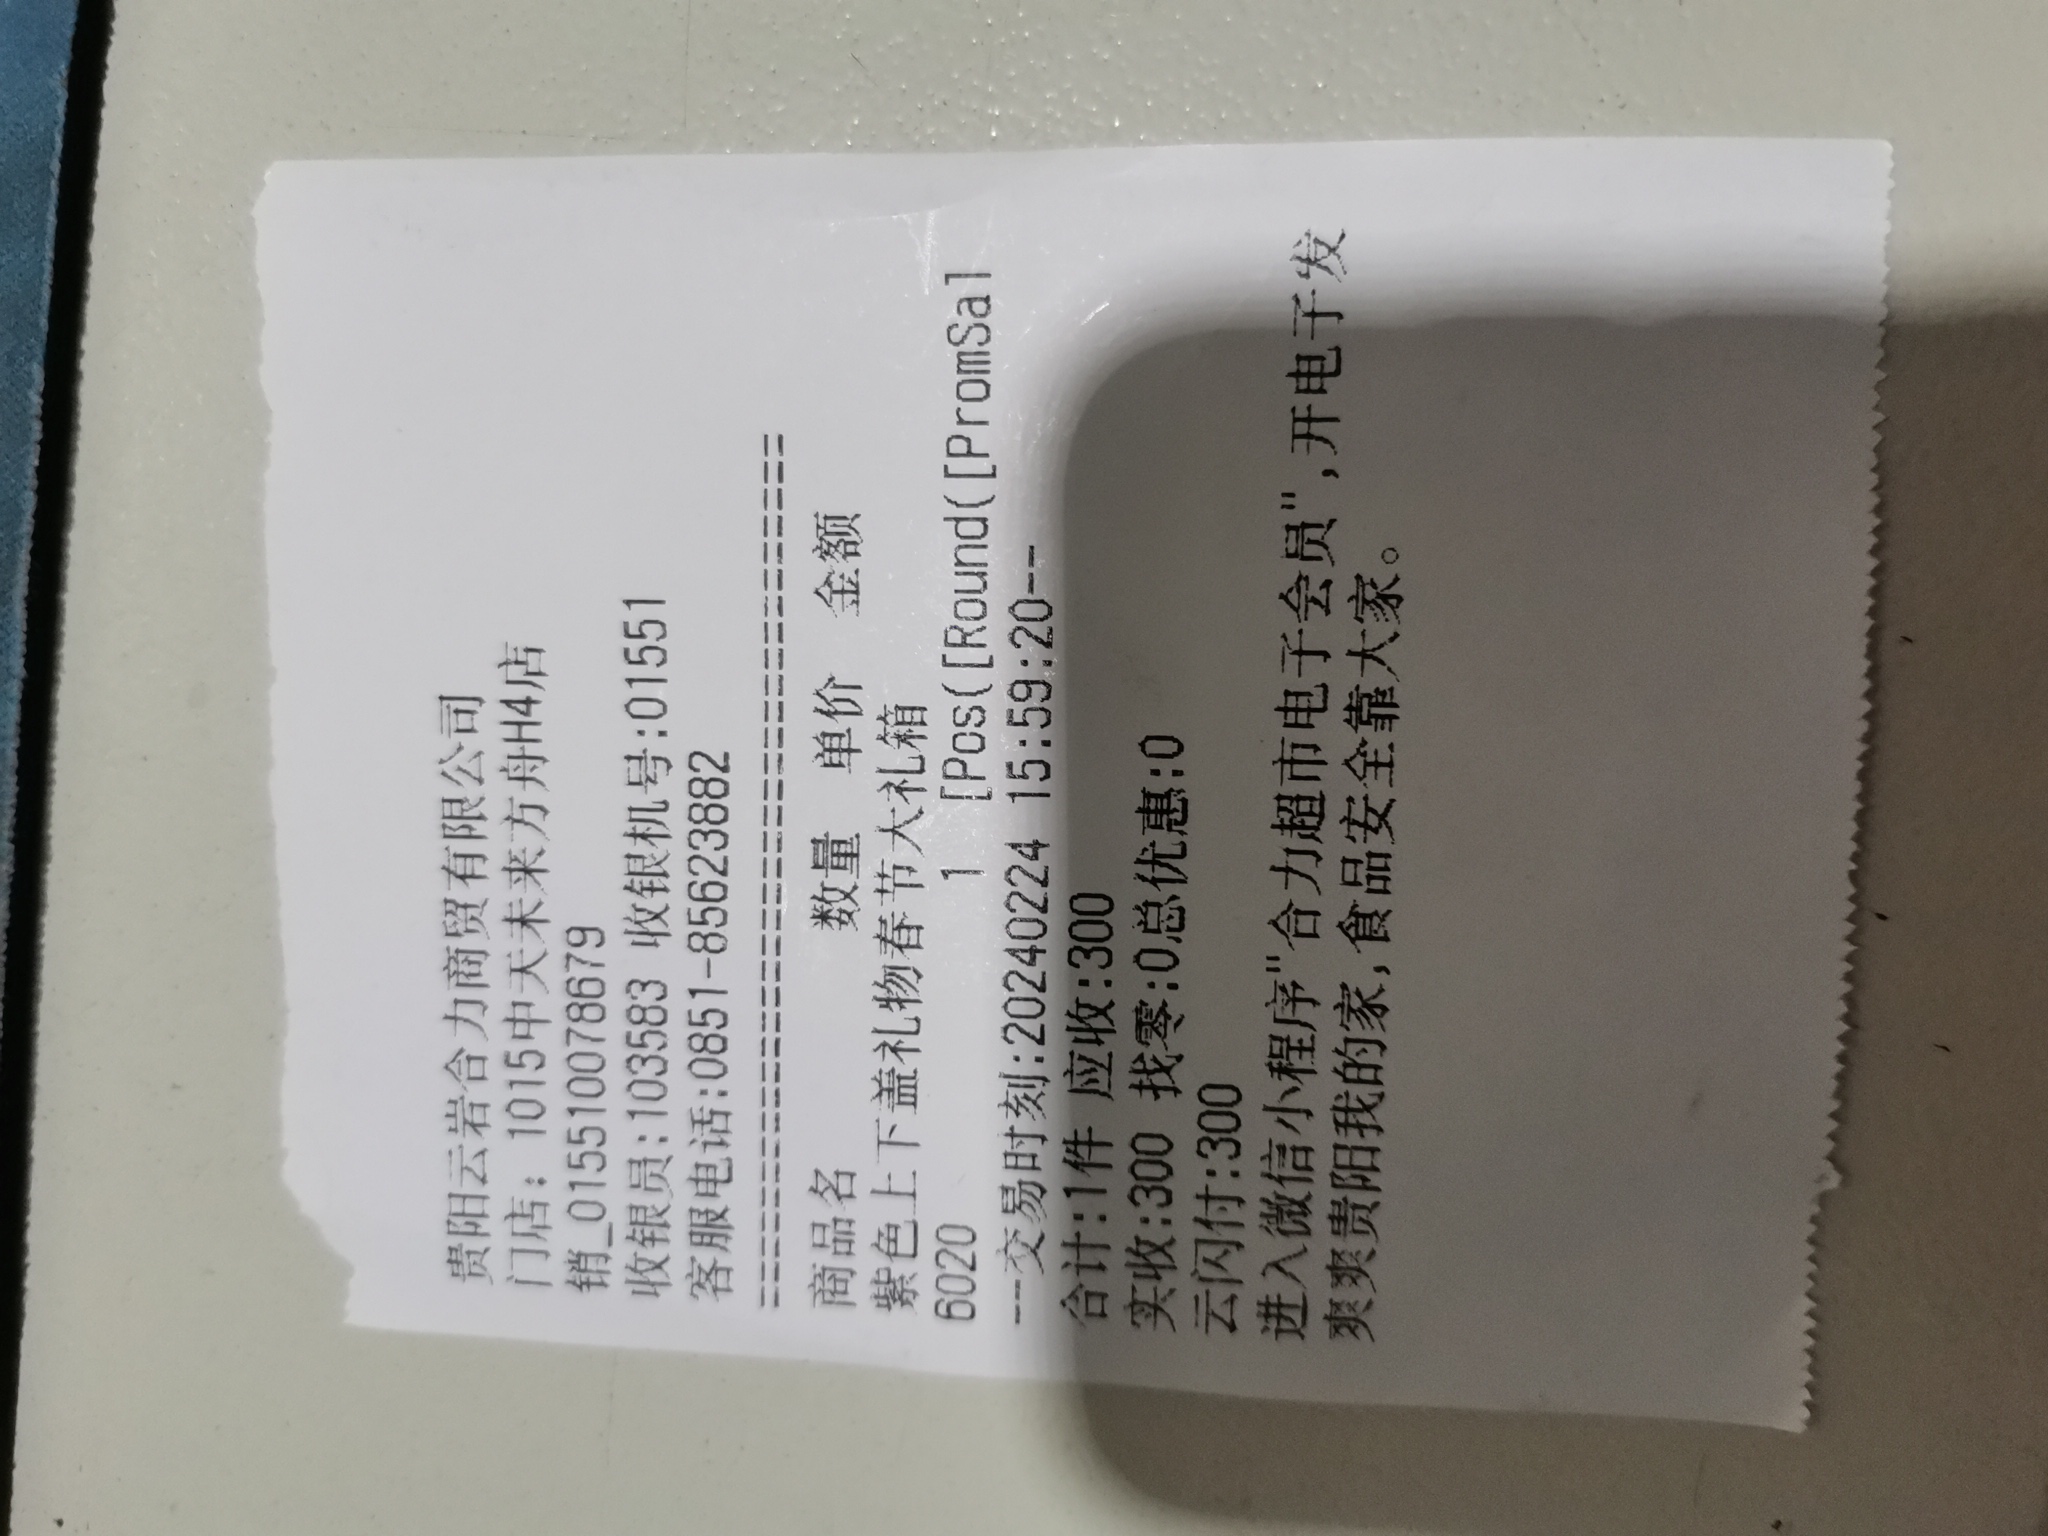 贵阳云岩合力商贸有限公司
门店：1015中天未来方舟H4店
销_015510078679
收银员:103583 收银机号:01551
客服电话:0851-85623882
================================
商品名 数量 单价 金额
紫色上下盖礼物春节大礼箱
6020 1 [Pos([Round([PromSal
---交易时刻:20240224 15:59:20--
合计:1件 应收:300
实收:300 找零:0总优惠:0
云闪付:300
进入微信小程序"合力超市电子会员",开电子发
爽爽贵阳我的家,食品安全靠大家。